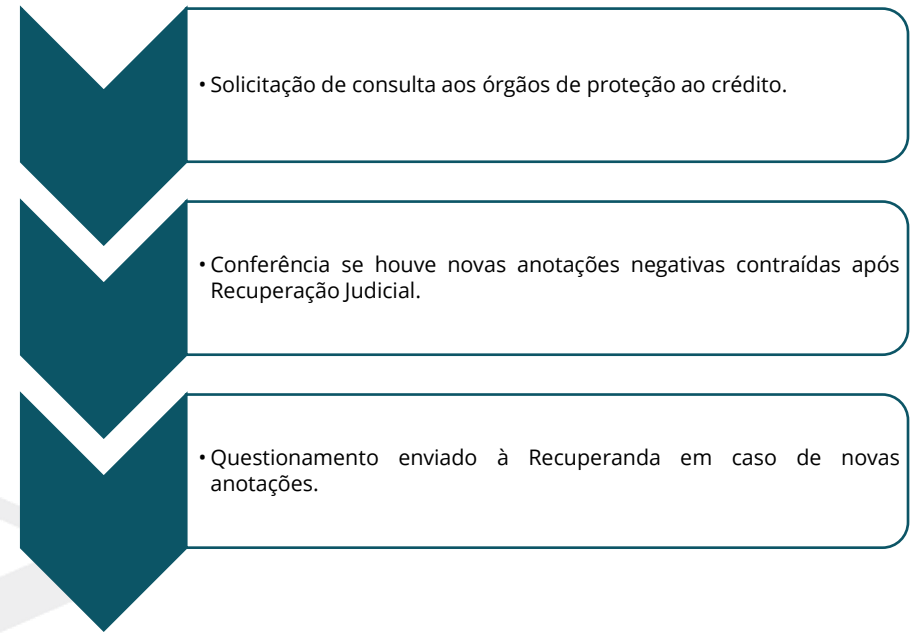 • Solicitação de consulta aos órgãos de proteção ao crédito.
• Conferência se houve novas anotações negativas contraídas após
Recuperação Judicial.
• Questionamento enviado à Recuperanda em caso de novas
anotações.